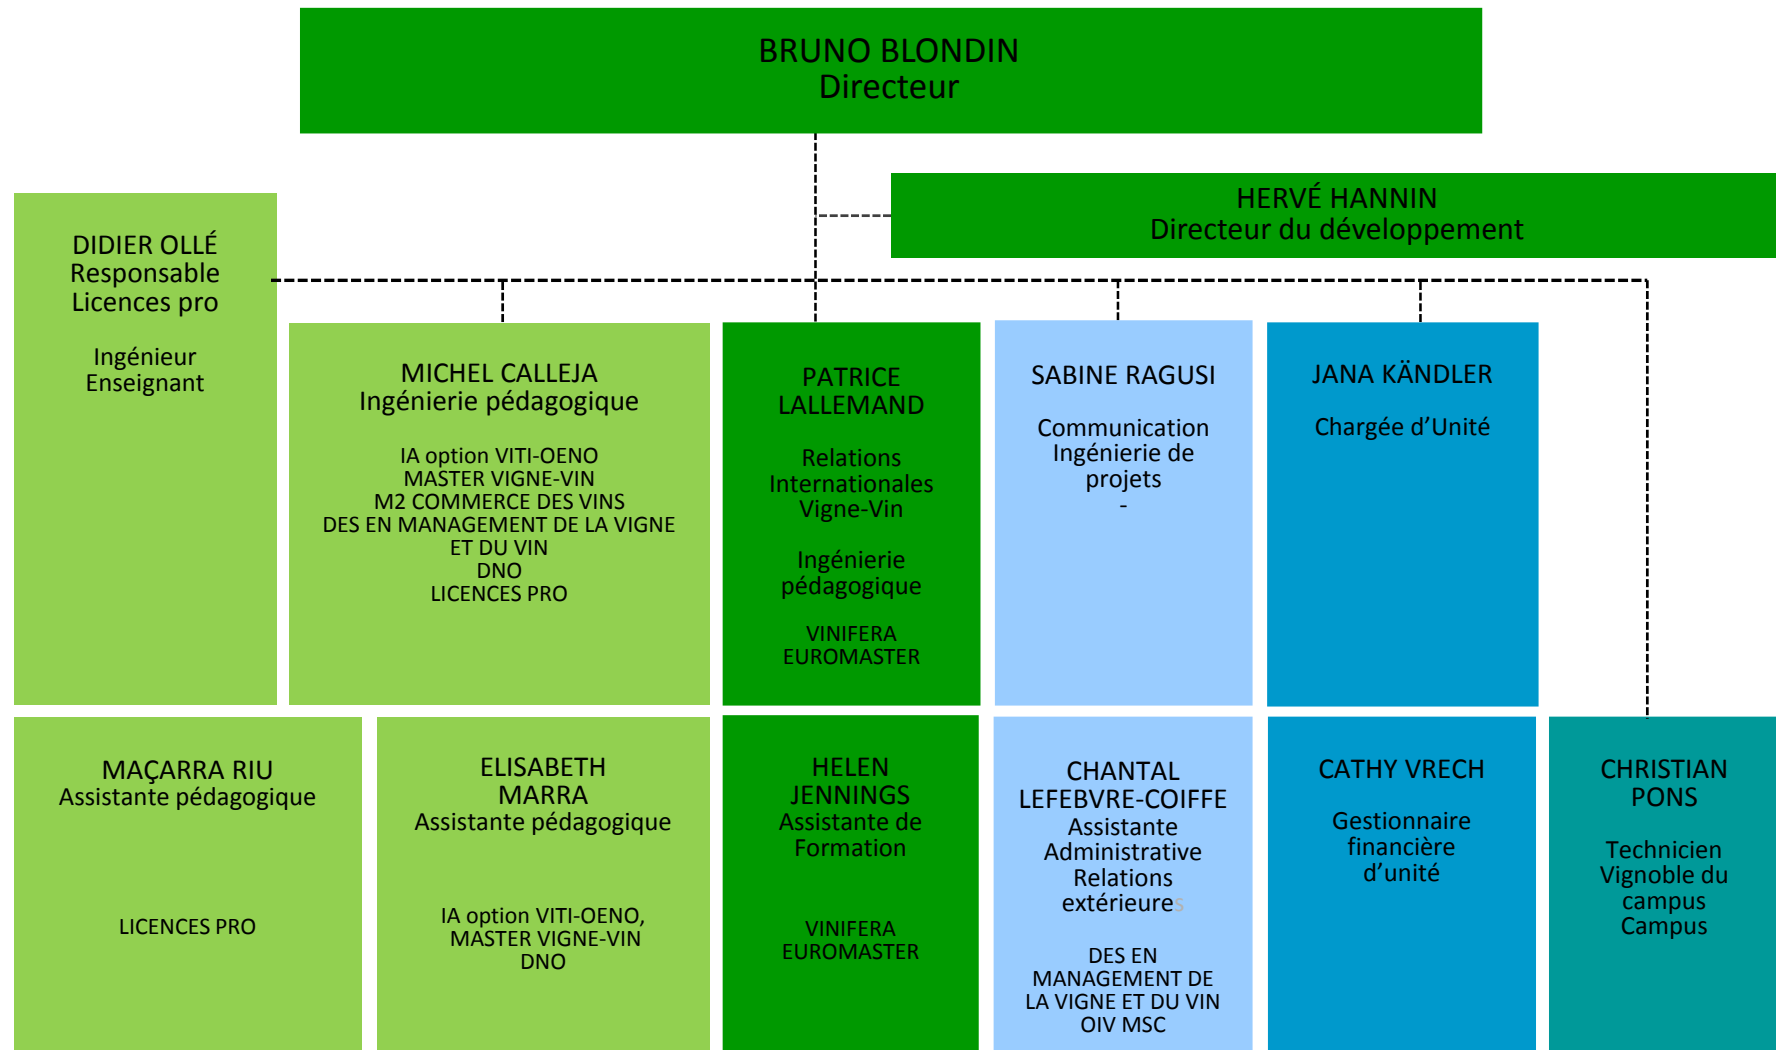 BRUNO BLONDIN
Directeur
HERVÉ HANNIN
Directeur du développement
DIDIER OLLÉ
Responsable
Licences pro
Ingénieur
Enseignant
MICHEL CALLEJA
Ingénierie pédagogique
IA option VITI-OENO
MASTER VIGNE-VIN
M2 COMMERCE DES VINS
DES EN MANAGEMENT DE LA VIGNE
ET DU VIN
DNO
LICENCES PRO
PATRICE
LALLEMAND
Relations
Internationales
Vigne-Vin
Ingénierie
pédagogique
VINIFERA
EUROMASTER
SABINE RAGUSI
Communication
Ingénierie de
projets
-
JANA KÄNDLER
Chargée d’Unité
MAÇARRA RIU
Assistante pédagogique
LICENCES PRO
ELISABETH
MARRA
Assistante pédagogique
IA option VITI-OENO,
MASTER VIGNE-VIN
DNO
HELEN
JENNINGS
Assistante de
Formation
VINIFERA
EUROMASTER
CHANTAL
LEFEBVRE-COIFFE
Assistante
Administrative
Relations
extérieures
DES EN
MANAGEMENT DE
LA VIGNE ET DU VIN
OIV MSC
CATHY VRECH
Gestionnaire
financière
d’unité
CHRISTIAN
PONS
Technicien
Vignoble du
campus
Campus